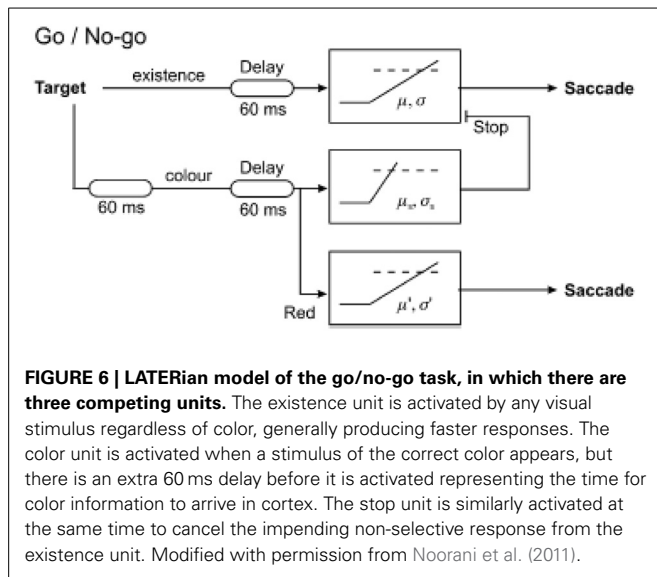 Go / No-go
Target
existence
Delay
60 ms
μ, σ
Saccade
Stop
60 ms
colour
Delay
60 ms
μₛ, σₛ
Red
μ', σ'
Saccade
FIGURE 6 | LATERian model of the go/no-go task, in which there are
three competing units. The existence unit is activated by any visual
stimulus regardless of color, generally producing faster responses. The
color unit is activated when a stimulus of the correct color appears, but
there is an extra 60 ms delay before it is activated representing the time for
color information to arrive in cortex. The stop unit is similarly activated at
the same time to cancel the impending non-selective response from the
existence unit. Modified with permission from Noorani et al. (2011).